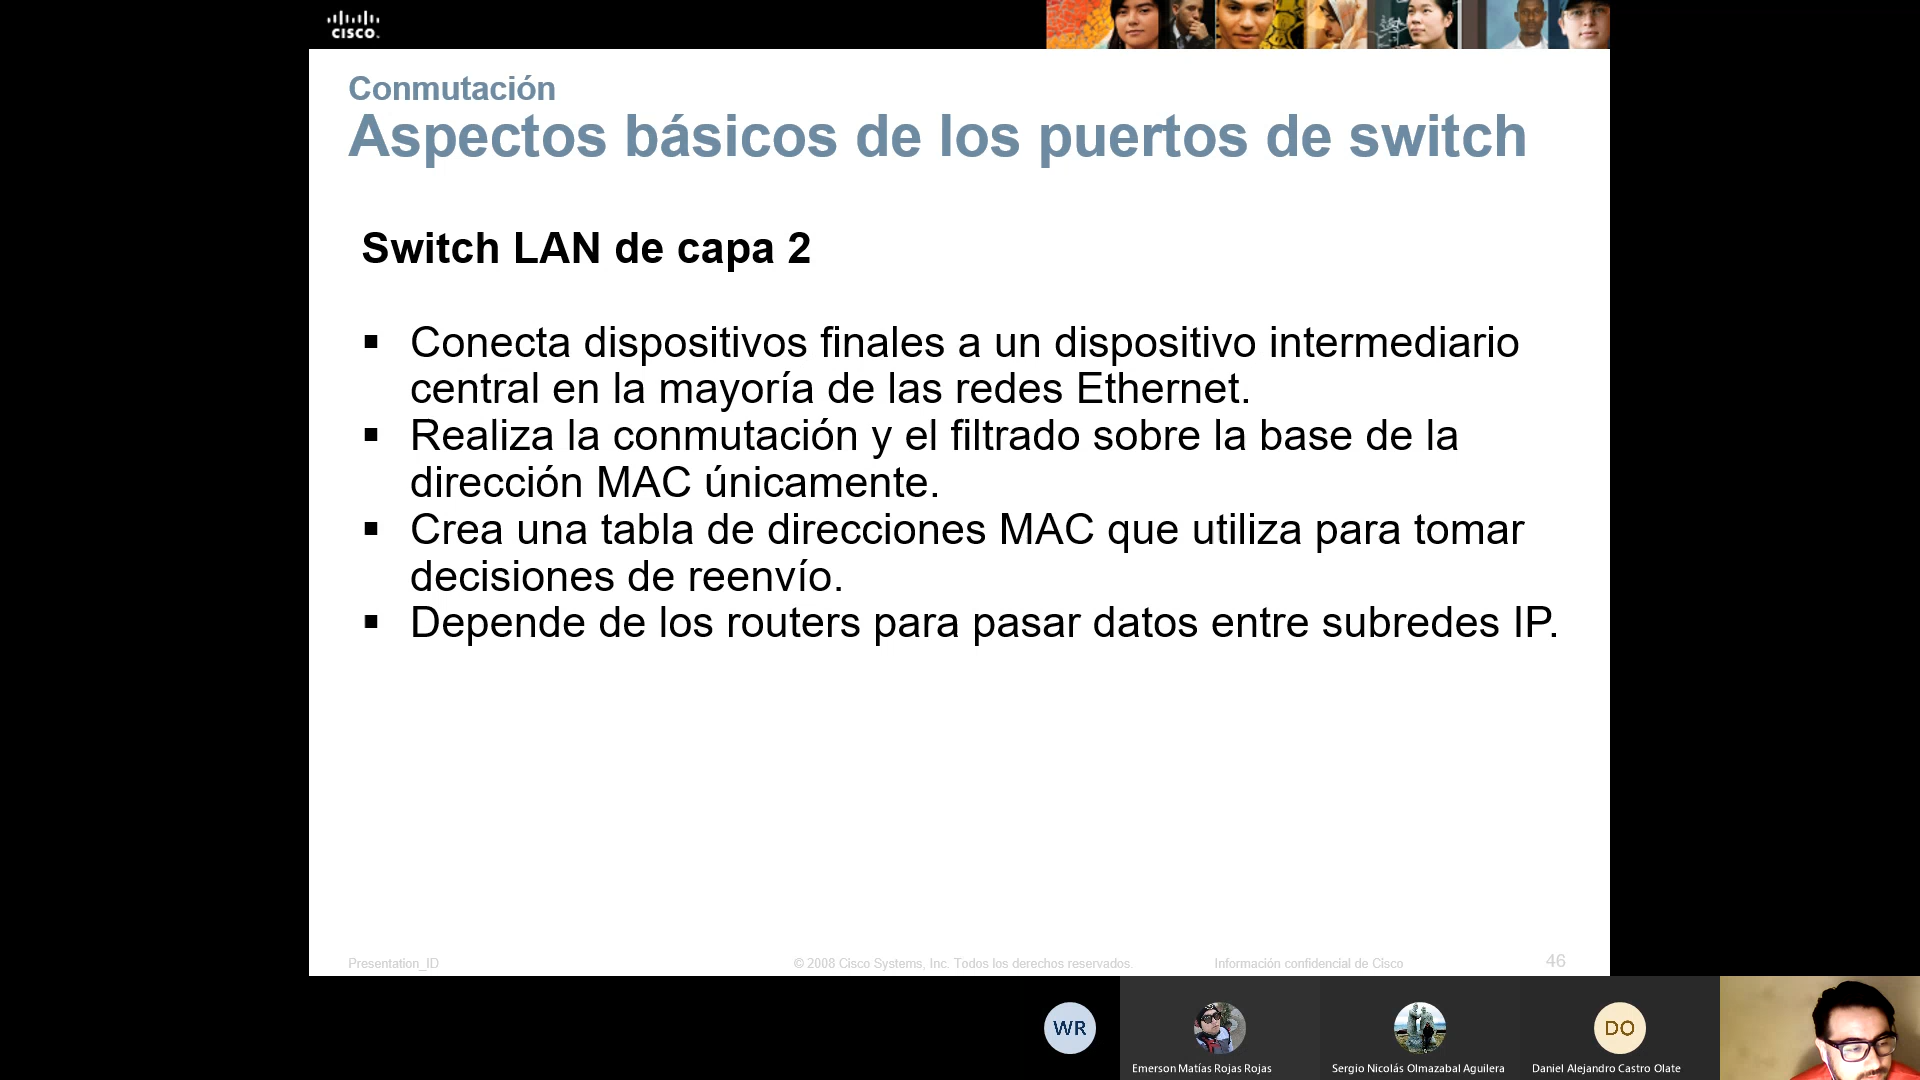 CISCO.
Conmutación
Aspectos básicos de los puertos de switch
Switch LAN de capa 2
▪ Conecta dispositivos finales a un dispositivo intermediario
central en la mayoría de las redes Ethernet.
▪ Realiza la conmutación y el filtrado sobre la base de la
dirección MAC únicamente.
▪ Crea una tabla de direcciones MAC que utiliza para tomar
decisiones de reenvío.
▪ Depende de los routers para pasar datos entre subredes IP.
Presentation_ID
© 2008 Cisco Systems, Inc. Todos los derechos reservados.
Información confidencial de Cisco
46
WR
DO
Emerson Matías Rojas Rojas
Sergio Nicolás Olmazabal Aguilera
Daniel Alejandro Castro Olate